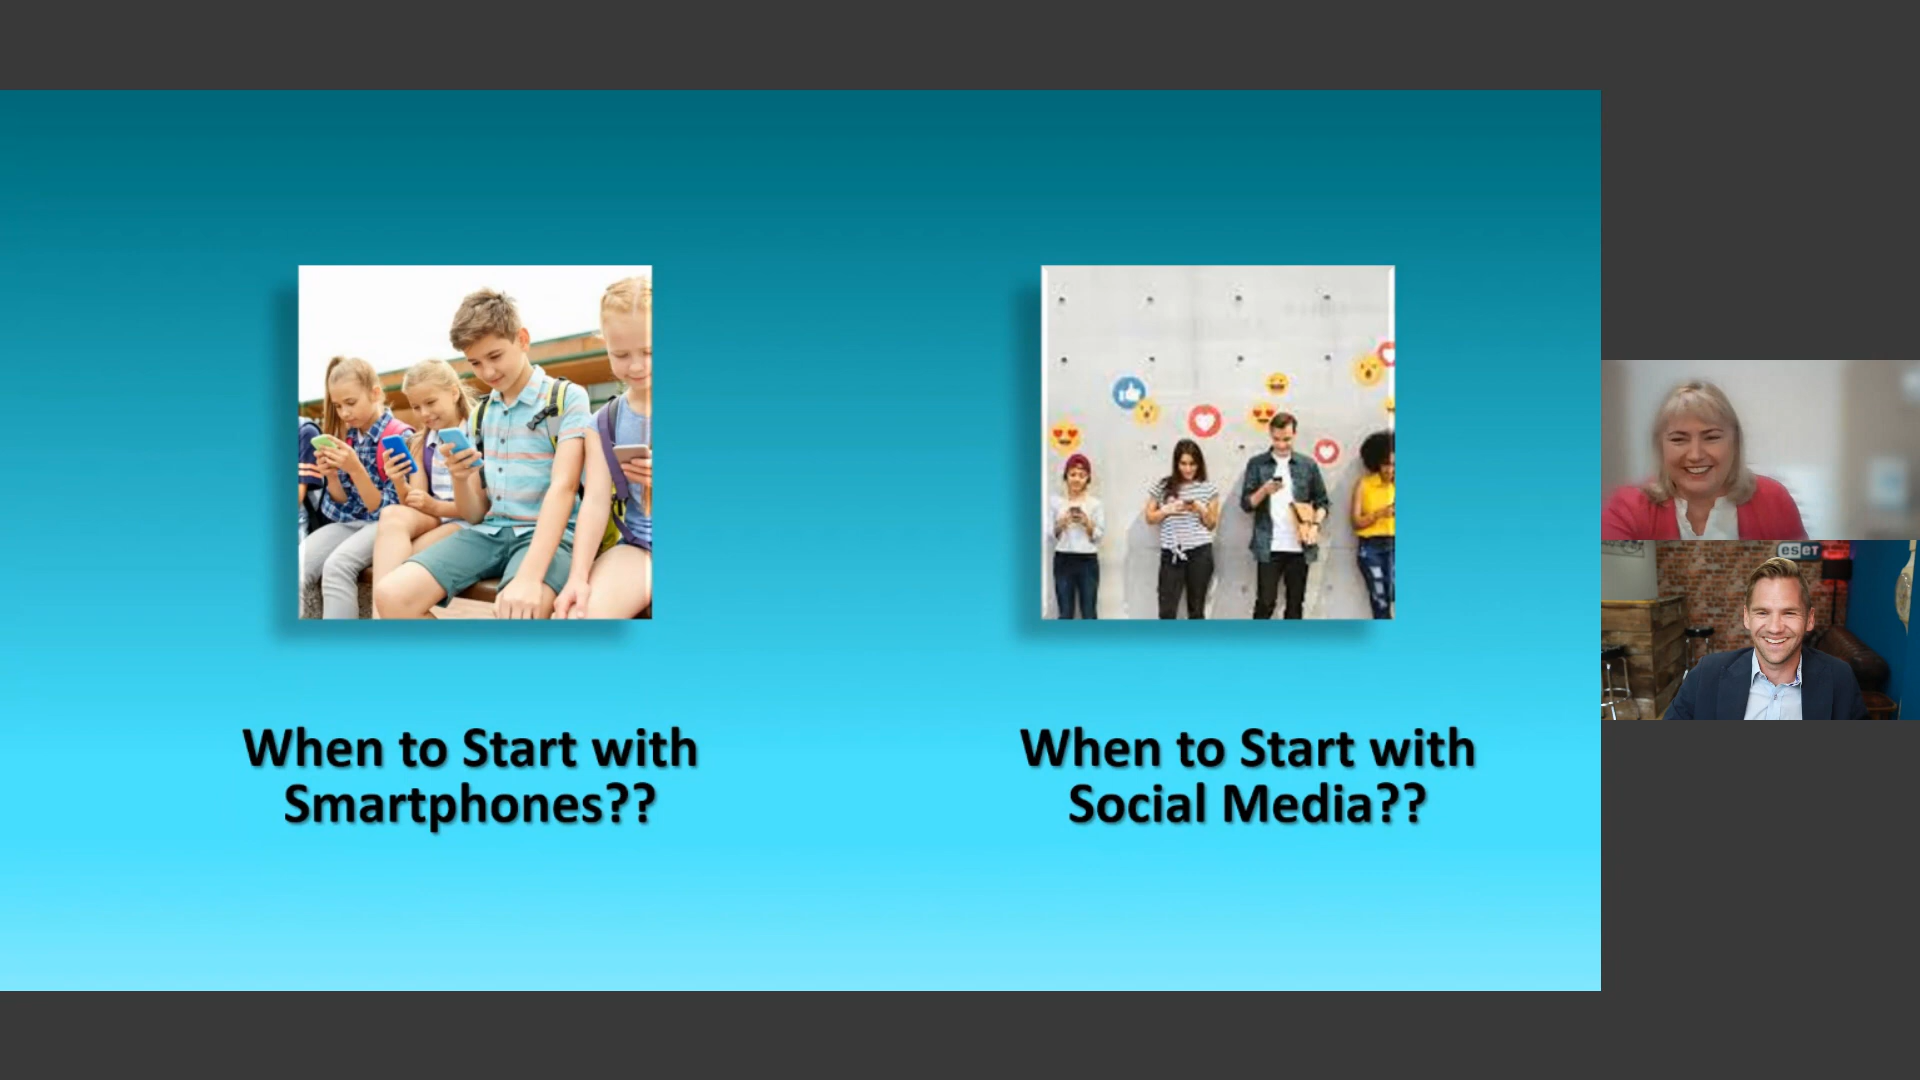 When to Start with
Smartphones??
When to Start with
Social Media??
eseT